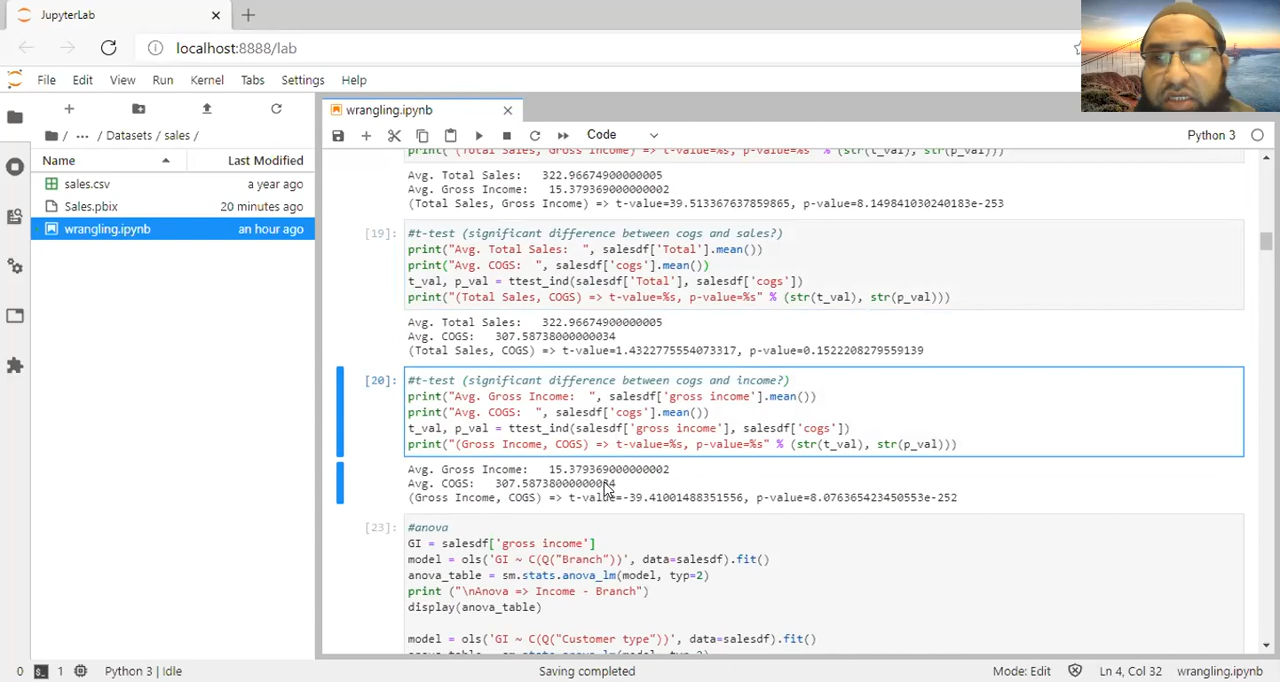 JupyterLab
localhost:8888/lab
File Edit View Run Kernel Tabs Settings Help
wrangling.ipynb
/ ... / Datasets / sales /
Code
Python 3
Name Last Modified
sales.csv a year ago
Sales.pbix 20 minutes ago
wrangling.ipynb an hour ago
print("(Total Sales, Gross Income) => t-value=%s, p-value=%s" % (str(t_val), str(p_val)))
Avg. Total Sales: 322.96674900000005
Avg. Gross Income: 15.379369000000002
(Total Sales, Gross Income) => t-value=39.513367637859865, p-value=8.149841030240183e-253
[19]: #t-test (significant difference between cogs and sales?)
print("Avg. Total Sales:  ", salesdf['Total'].mean())
print("Avg. COGS:  ", salesdf['cogs'].mean())
t_val, p_val = ttest_ind(salesdf['Total'], salesdf['cogs'])
print("(Total Sales, COGS) => t-value=%s, p-value=%s" % (str(t_val), str(p_val)))
Avg. Total Sales: 322.96674900000005
Avg. COGS: 307.58738000000034
(Total Sales, COGS) => t-value=1.4322775554073317, p-value=0.1522208279559139
[20]: #t-test (significant difference between cogs and income?)
print("Avg. Gross Income:  ", salesdf['gross income'].mean())
print("Avg. COGS:  ", salesdf['cogs'].mean())
t_val, p_val = ttest_ind(salesdf['gross income'], salesdf['cogs'])
print("(Gross Income, COGS) => t-value=%s, p-value=%s" % (str(t_val), str(p_val)))
Avg. Gross Income: 15.379369000000002
Avg. COGS: 307.58738000000034
(Gross Income, COGS) => t-value=-39.41001488351556, p-value=8.076365423450553e-252
[23]: #anova
GI = salesdf['gross income']
model = ols('GI ~ C(Q("Branch"))', data=salesdf).fit()
anova_table = sm.stats.anova_lm(model, typ=2)
print ("\nAnova => Income - Branch")
display(anova_table)
model = ols('GI ~ C(Q("Customer type"))', data=salesdf).fit()
0 1 Python 3 | Idle Saving completed Mode: Edit Ln 4, Col 32 wrangling.ipynb